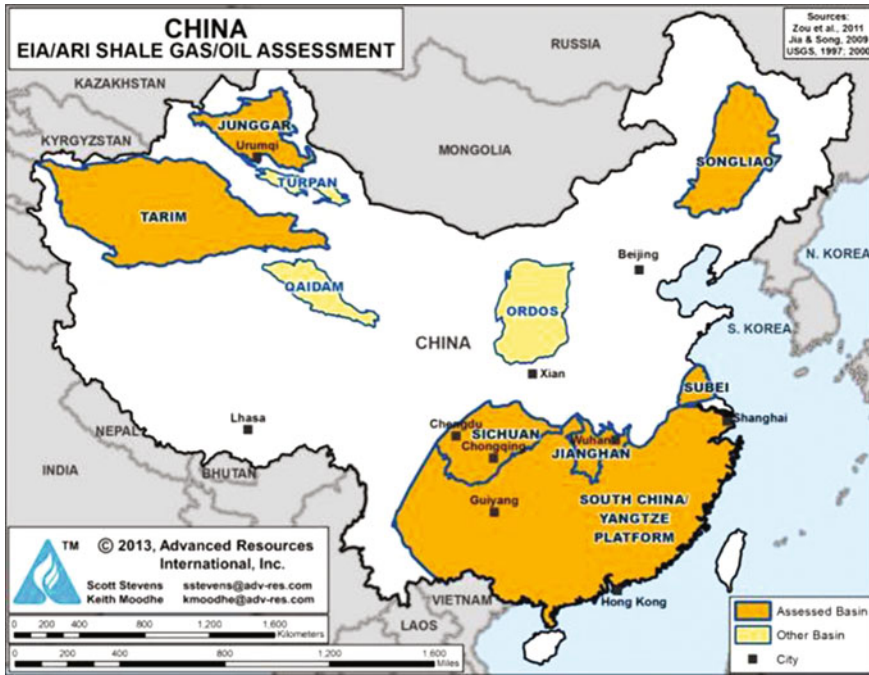 CHINA
EIA/ARI SHALE GAS/OIL ASSESSMENT
Sources:
Zou et al., 2011
Jia & Song, 2009
USGS, 1997; 2000
RUSSIA
KAZAKHSTAN
KYRGYZSTAN
MONGOLIA
JUNGGAR
Urumqi
TURPAN
SONGLIAO
TARIM
QAIDAM
ORDOS
Beijing
N. KOREA
S. KOREA
CHINA
Xian
SUBEI
Shanghai
Lhasa
NEPAL
BHUTAN
INDIA
Chengdu
SICHUAN
Chongqing
Wuhan
JIANGHAN
Guiyang
SOUTH CHINA/
YANGTZE
PLATFORM
Hong Kong
VIETNAM
LAOS
TM
© 2013, Advanced Resources
International, Inc.
Scott Stevens sstevens@adv-res.com
Keith Moodhe kmoodhe@adv-res.com
0 200 400 800 1,200 1,600
Kilometers
0 200 400 800 1,200 1,600
Miles
Assessed Basin
Other Basin
City